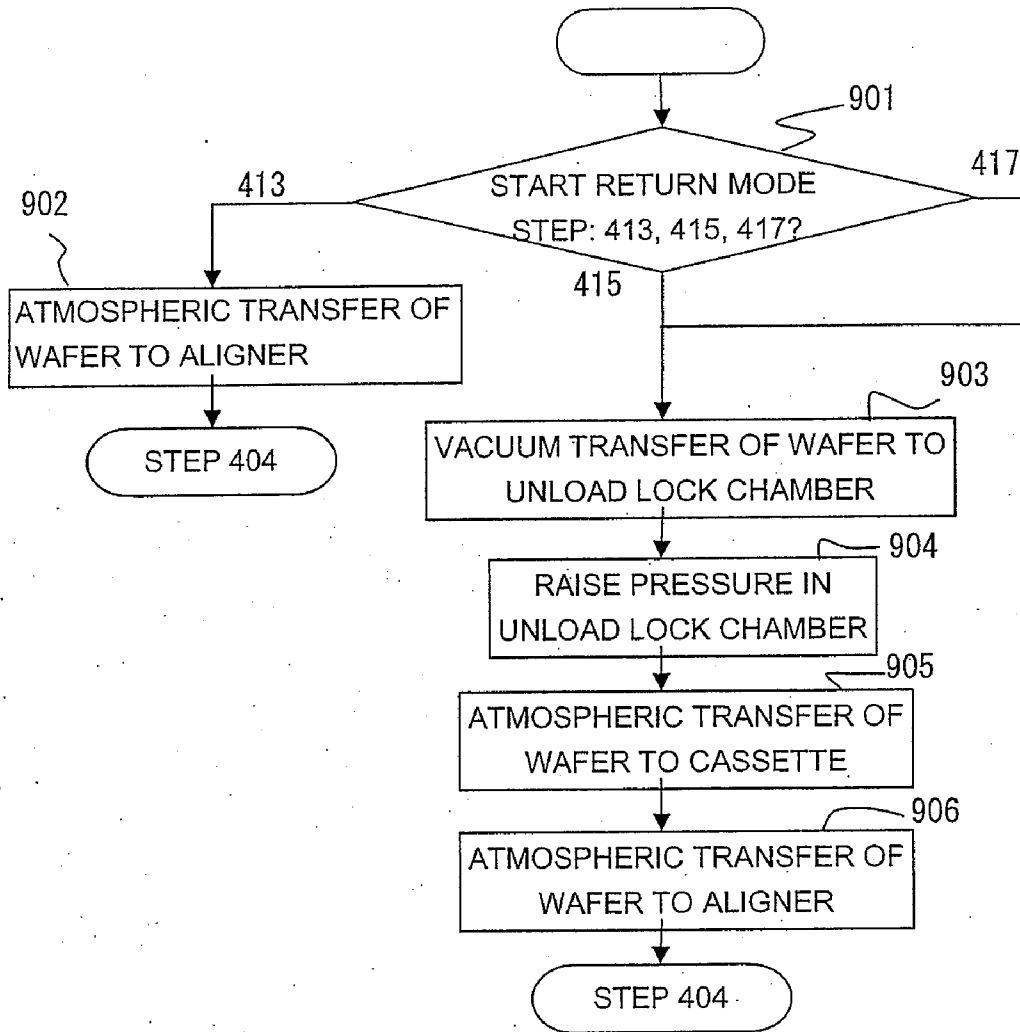 901
START RETURN MODE
STEP: 413, 415, 417?
413
417
415
902
ATMOSPHERIC TRANSFER OF
WAFER TO ALIGNER
STEP 404
903
VACUUM TRANSFER OF WAFER TO
UNLOAD LOCK CHAMBER
904
RAISE PRESSURE IN
UNLOAD LOCK CHAMBER
905
ATMOSPHERIC TRANSFER OF
WAFER TO CASSETTE
906
ATMOSPHERIC TRANSFER OF
WAFER TO ALIGNER
STEP 404